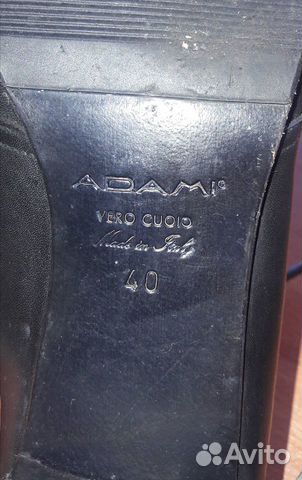 ADAMI°
VERO CUOIO
Made in Italy
40
Avito